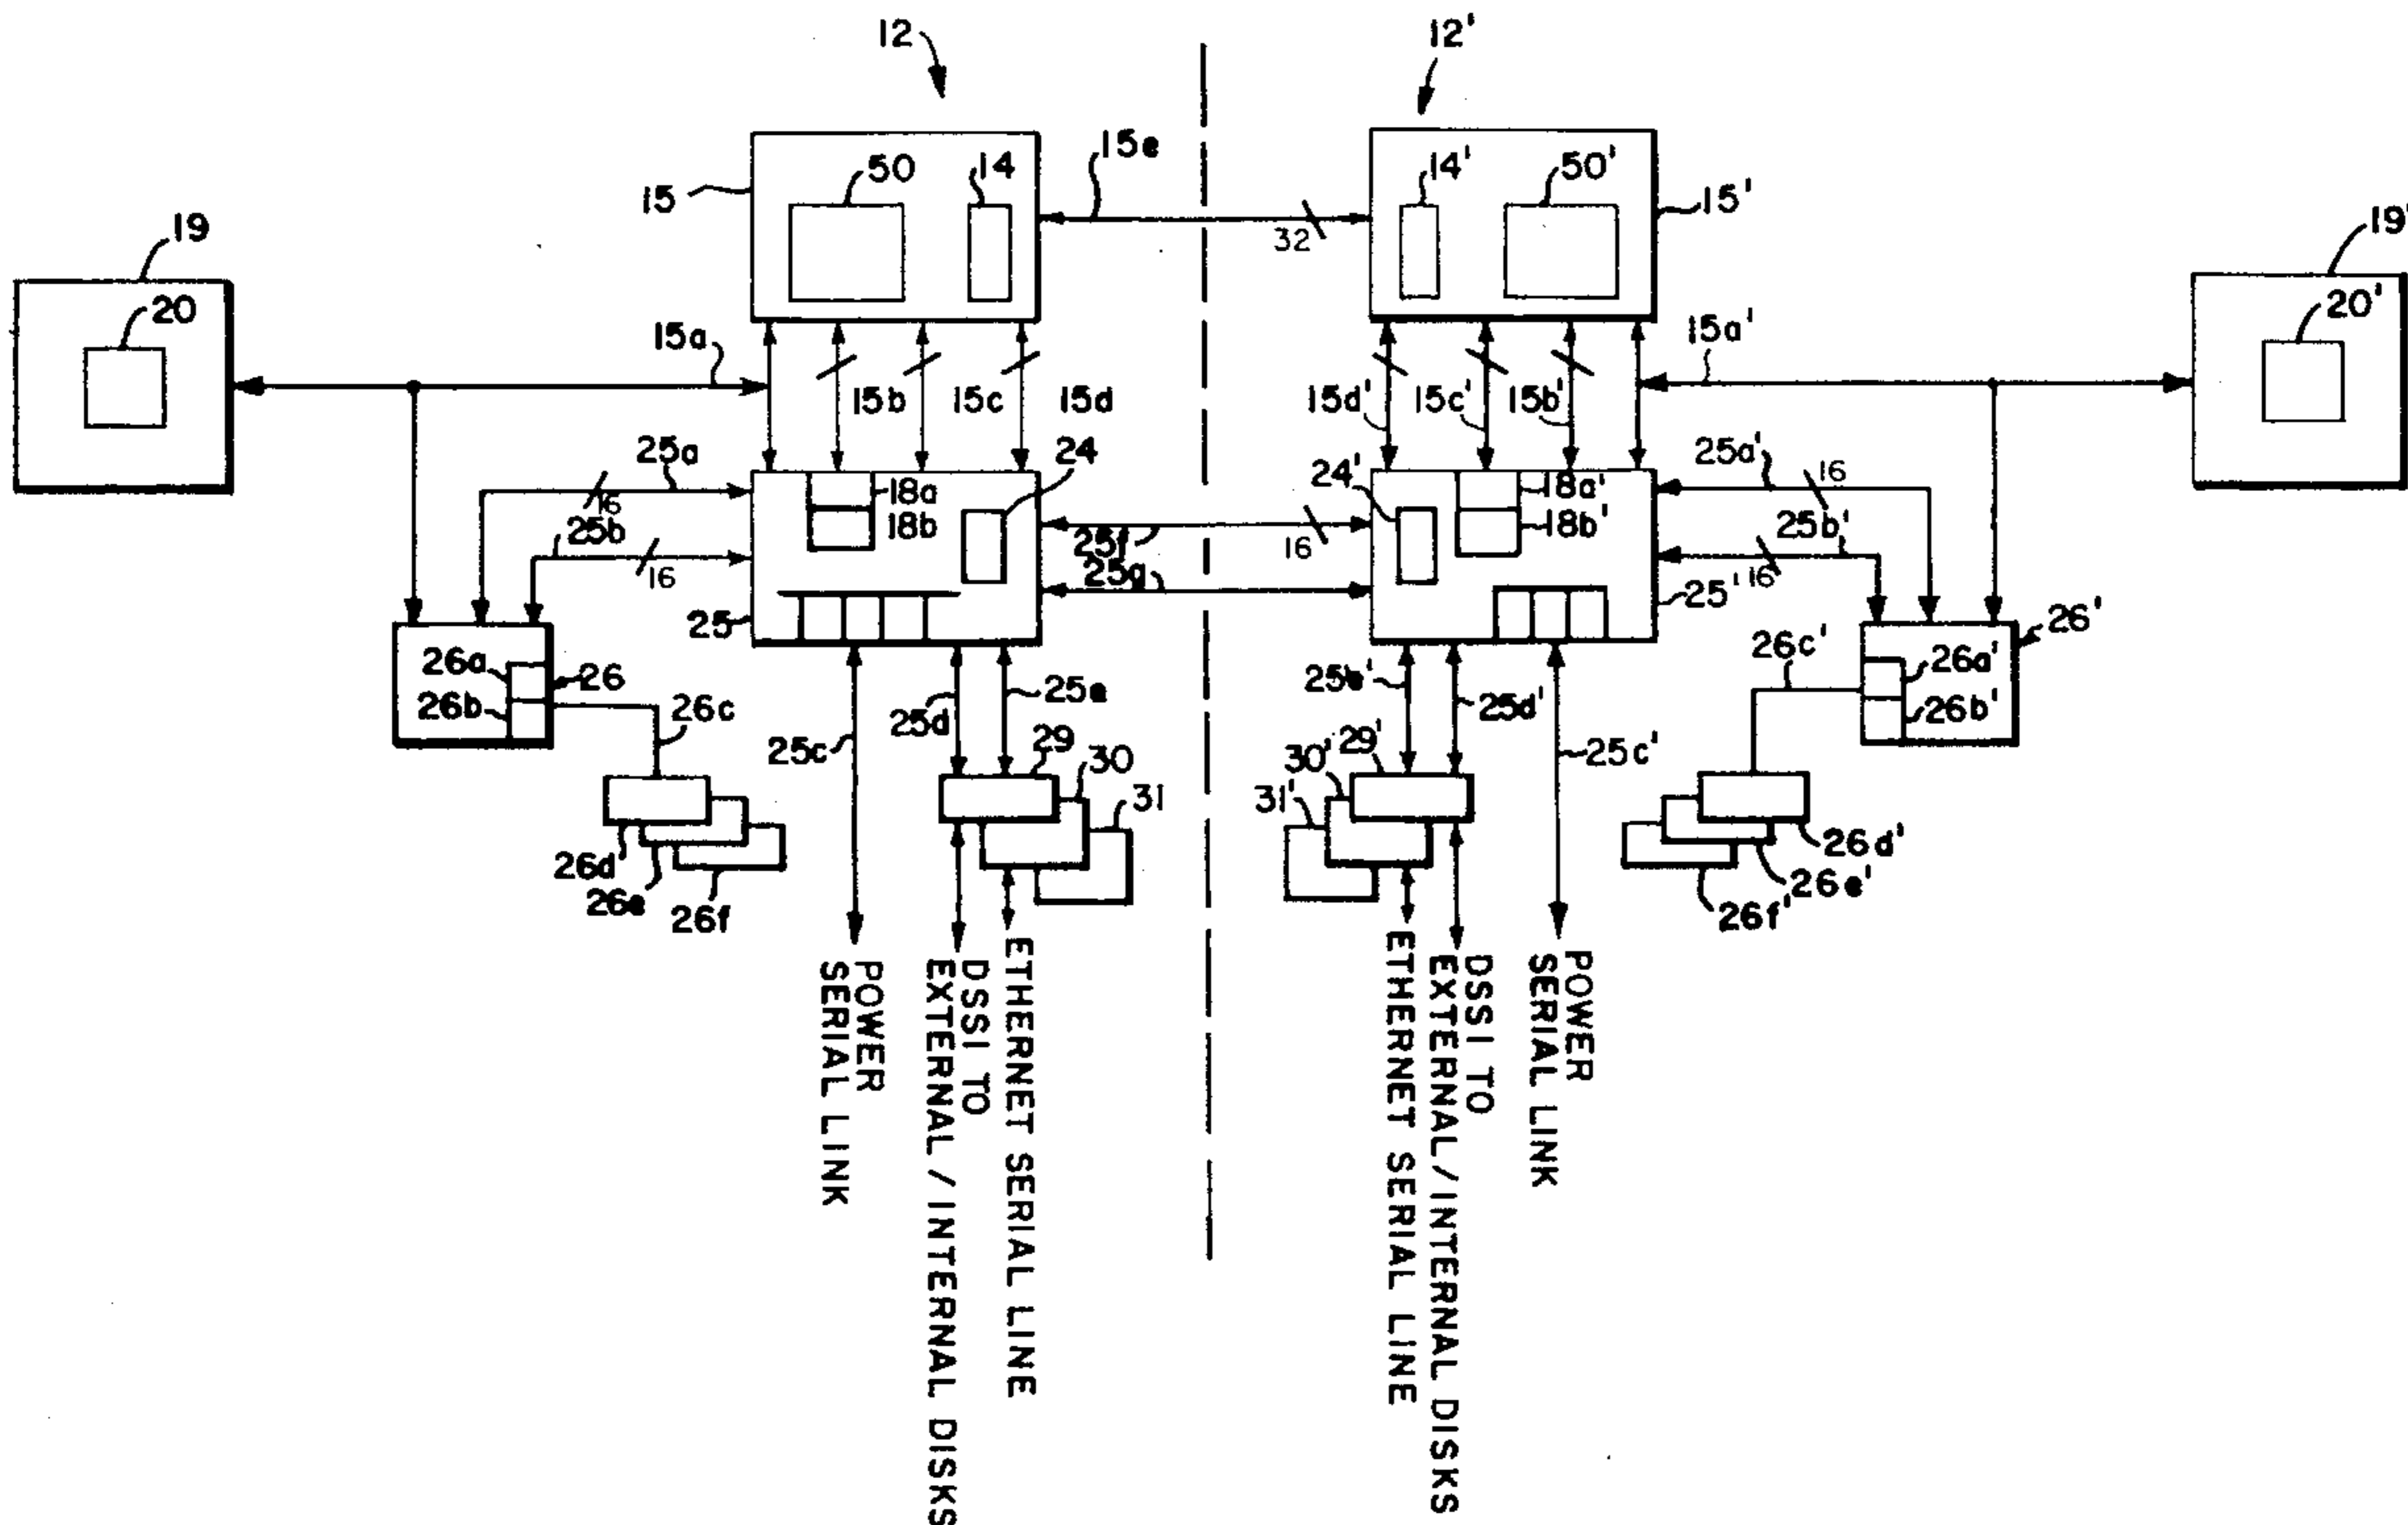 12
12'
15e
50
14
14'
50'
15
15'
32
19
19'
20
20'
15a
15a'
15b
15c
15d
15d'
15c'
15b'
25a
24
24'
25a'
16
16
18a
18a'
25b
18b
18b'
25b'
16
25f
16
16
25g
25
25'
26a
26
26'
26a'
26b
26c
26c'
26b'
25d
25e
25e'
25d'
25c
25c'
29
30
31
29'
30'
31'
26d
26e
26f
26d'
26e'
26f'
POWER
SERIAL LINK
DSSI TO
EXTERNAL/INTERNAL DISKS
ETHERNET SERIAL LINE
ETHERNET SERIAL LINE
DSSI TO
EXTERNAL/INTERNAL DISKS
POWER
SERIAL LINK